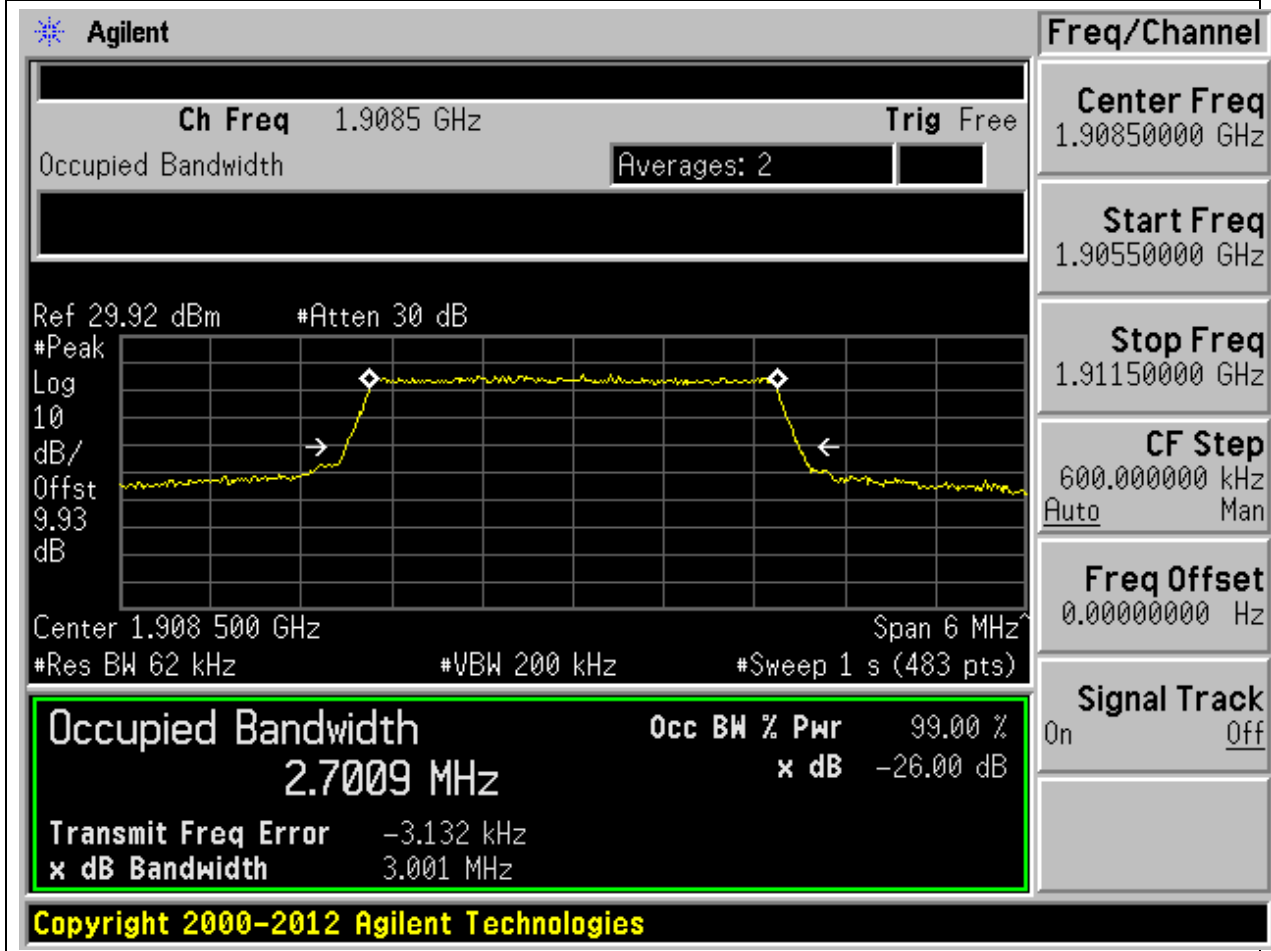 Agilent
Freq/Channel
Ch Freq 1.9085 GHz Trig Free
Occupied Bandwidth Averages: 2
Center Freq
1.90850000 GHz
Start Freq
1.90550000 GHz
Stop Freq
1.91150000 GHz
CF Step
600.000000 kHz
Auto Man
Freq Offset
0.00000000 Hz
Signal Track
On Off
Ref 29.92 dBm #Atten 30 dB
#Peak
Log
10
dB/
Offst
9.93
dB
Center 1.908 500 GHz Span 6 MHz^
#Res BW 62 kHz #VBW 200 kHz #Sweep 1 s (483 pts)
Occupied Bandwidth Occ BW % Pwr 99.00 %
2.7009 MHz x dB -26.00 dB
Transmit Freq Error -3.132 kHz
x dB Bandwidth 3.001 MHz
Copyright 2000-2012 Agilent Technologies